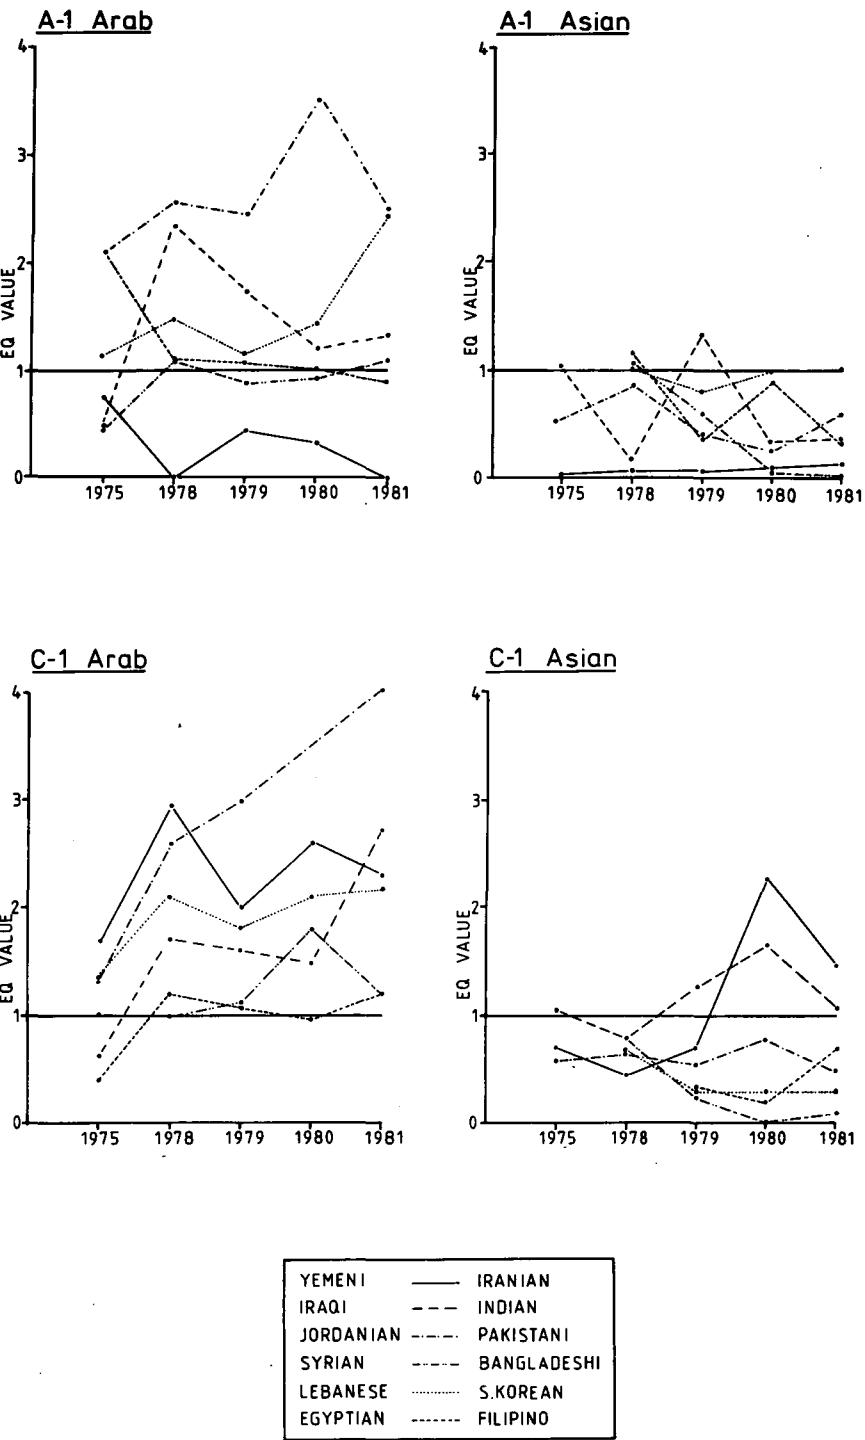 A-1 Arab
4
3
2
1
0
EQ VALUE
1975 1978 1979 1980 1981
A-1 Asian
4
3
2
1
0
EQ VALUE
1975 1978 1979 1980 1981
C-1 Arab
4
3
2
1
0
EQ VALUE
1975 1978 1979 1980 1981
C-1 Asian
4
3
2
1
0
EQ VALUE
1975 1978 1979 1980 1981
YEMENI IRANIAN
IRAQI INDIAN
JORDANIAN PAKISTANI
SYRIAN BANGLADESHI
LEBANESE S.KOREAN
EGYPTIAN FILIPINO